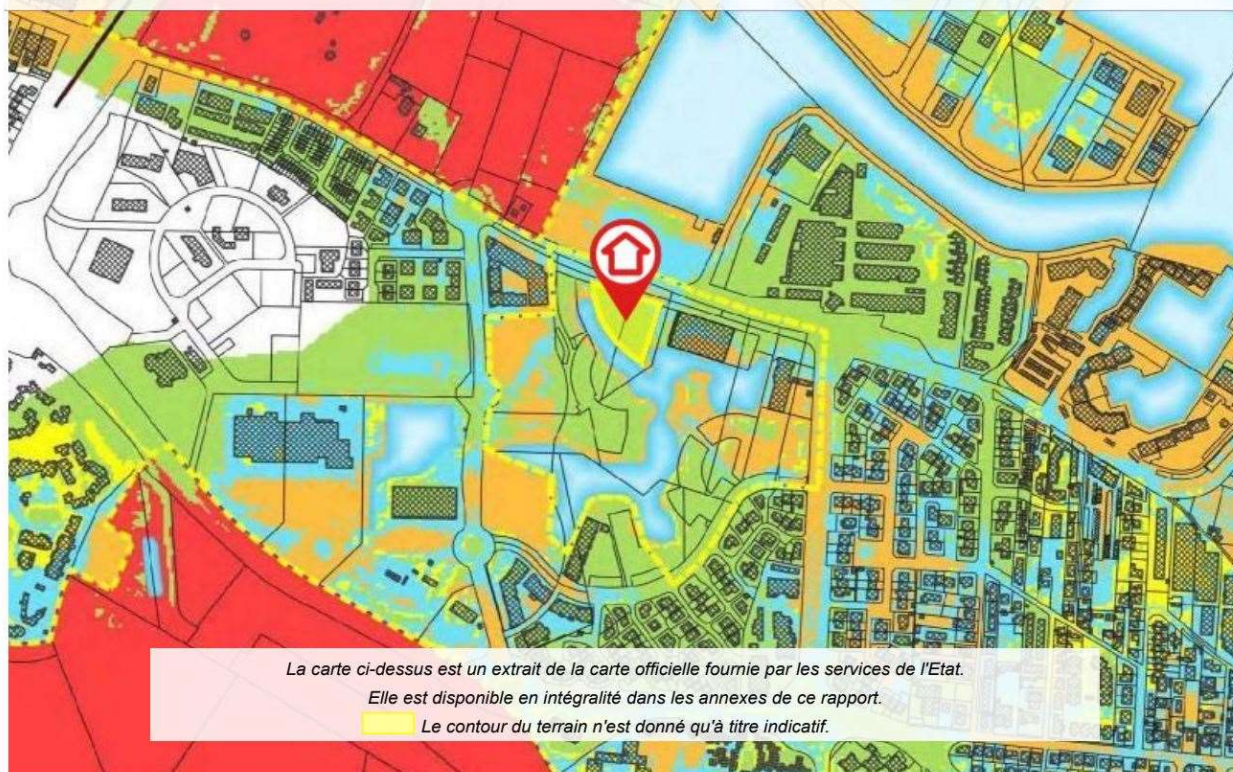 La carte ci-dessus est un extrait de la carte officielle fournie par les services de l'Etat.
Elle est disponible en intégralité dans les annexes de ce rapport.
Le contour du terrain n'est donné qu'à titre indicatif.